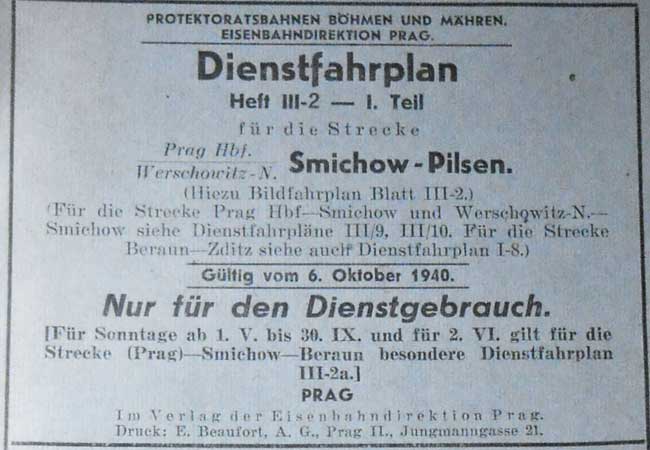 PROTEKTORATSBAHNEN BÖHMEN UND MÄHREN.
EISENBAHNDIREKTION PRAG.
Dienstfahrplan
Heft III-2 — I. Teil
für die Strecke
Prag Hbf.
Werschowitz-N. Smichow-Pilsen.
(Hiezu Bildfahrplan Blatt III-2.)
(Für die Strecke Prag Hbf—Smichow und Werschowitz-N.—
Smichow siehe Dienstfahrpläne III/9, III/10. Für die Strecke
Beraun—Zditz siehe auch Dienstfahrplan I-8.)
Gültig vom 6. Oktober 1940.
Nur für den Dienstgebrauch.
[Für Sonntage ab 1. V. bis 30. IX. und für 2. VI. gilt für die
Strecke (Prag)—Smichow—Beraun besondere Dienstfahrplan
III-2a.]
PRAG
Im Verlag der Eisenbahndirektion Prag.
Druck: E. Beaufort, A. G., Prag II., Jungmanngasse 21.